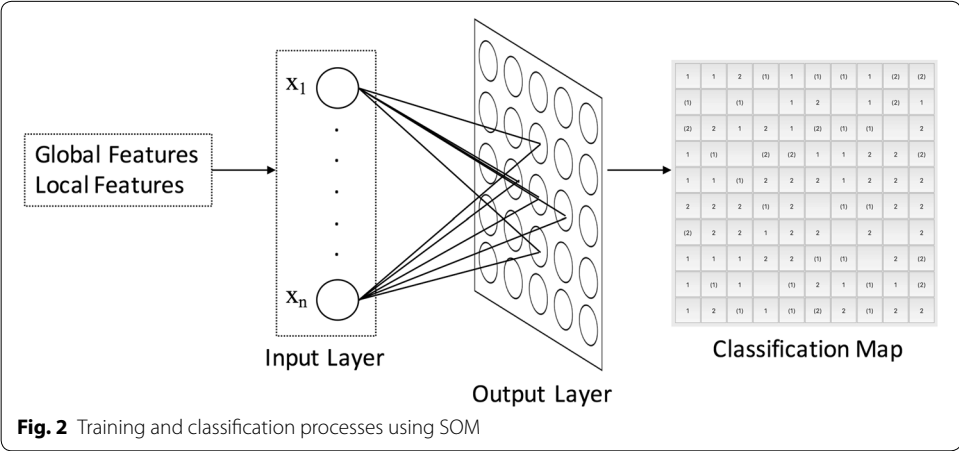 Global Features
Local Features
x1
xn
Input Layer
Output Layer
1 1 2 (1) 1 (1) (1) 1 (2) (2)
(1) (1) 1 2 1 (2) 1
(2) 2 1 2 1 (2) (1) (1) 2
1 (1) (2) (2) 1 1 2 2 (2)
1 1 (1) 2 2 2 1 2 2 2
2 2 2 (1) 2 (1) (1) 2 2
(2) 2 2 1 2 2 2 2
1 1 1 2 2 (1) (1) 2 (2)
1 (1) 1 (1) 2 1 (1) 1 (2)
1 2 (1) 1 (1) (2) 2 (1) 2 2
Classification Map
Fig. 2 Training and classification processes using SOM